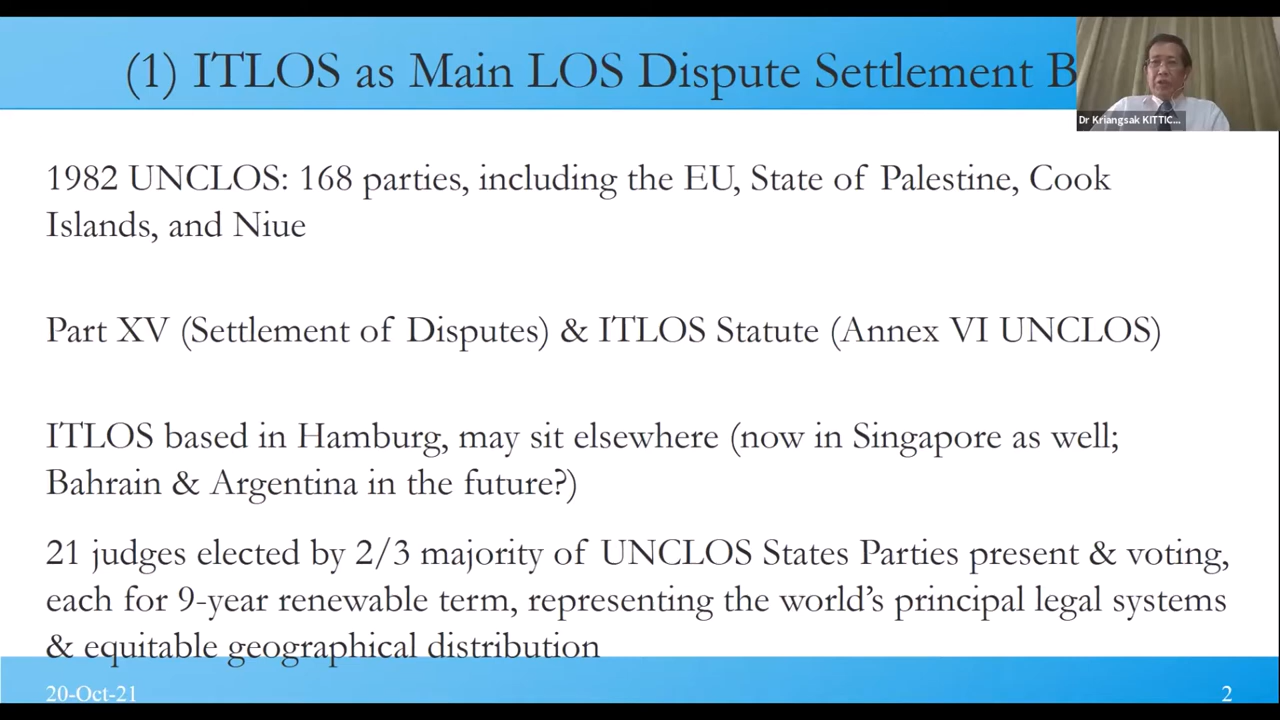 (1) ITLOS as Main LOS Dispute Settlement B
Dr Kriangsak KITTIC...
1982 UNCLOS: 168 parties, including the EU, State of Palestine, Cook
Islands, and Niue
Part XV (Settlement of Disputes) & ITLOS Statute (Annex VI UNCLOS)
ITLOS based in Hamburg, may sit elsewhere (now in Singapore as well;
Bahrain & Argentina in the future?)
21 judges elected by 2/3 majority of UNCLOS States Parties present & voting,
each for 9-year renewable term, representing the world’s principal legal systems
& equitable geographical distribution
20-Oct-21
2